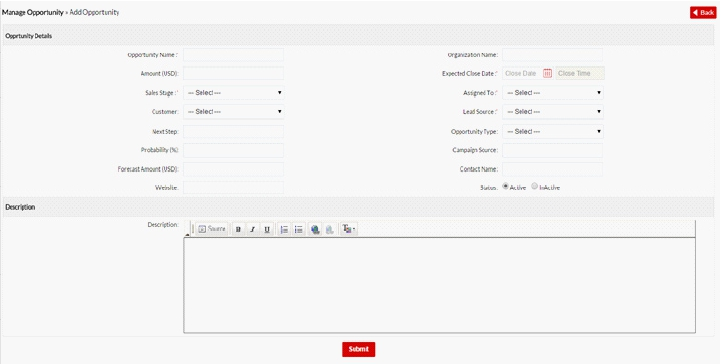 Manage Opportunity » Add Opportunity
Back
Opprtunity Details
Opportunity Name :*
Organization Name:
Amount (USD):
Expected Close Date :*
Close Date
Close Time
Sales Stage :*
--- Select ---
Assigned To :*
--- Select ---
Customer:
--- Select ---
Lead Source :*
--- Select ---
Next Step:
Opportunity Type:
--- Select ---
Probability (%):
Campaign Source:
Forecast Amount (USD):
Contact Name:
Website:
Status:
Active
InActive
Description
Description:
Source
B
I
U
Submit